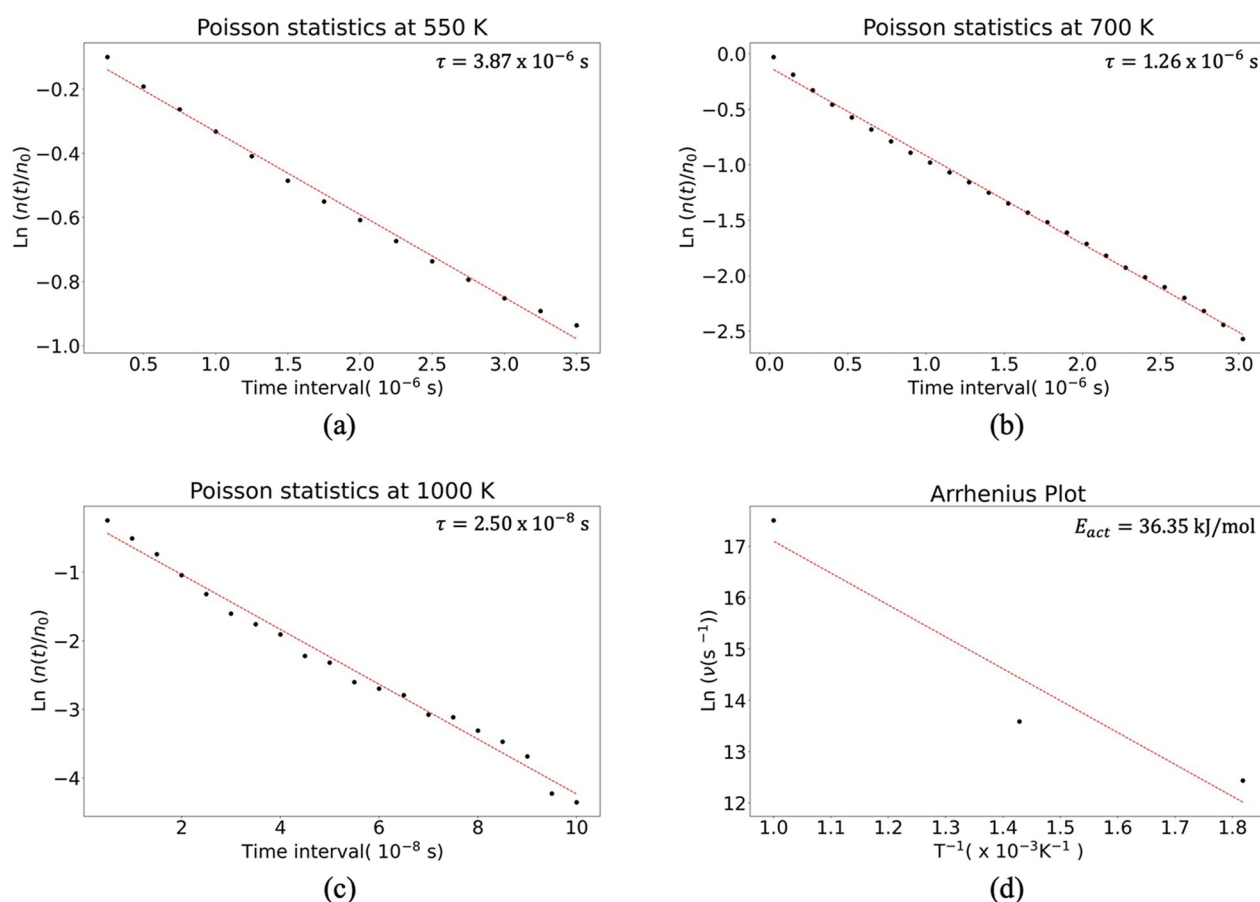 Poisson statistics at 550 K
τ = 3.87 x 10⁻⁶ s
Ln (n(t)/n₀)
−0.2
−0.4
−0.6
−0.8
−1.0
0.5 1.0 1.5 2.0 2.5 3.0 3.5
Time interval( 10⁻⁶ s)
(a)
Poisson statistics at 700 K
τ = 1.26 x 10⁻⁶ s
Ln (n(t)/n₀)
0.0
−0.5
−1.0
−1.5
−2.0
−2.5
0.0 0.5 1.0 1.5 2.0 2.5 3.0
Time interval( 10⁻⁶ s)
(b)
Poisson statistics at 1000 K
τ = 2.50 x 10⁻⁸ s
Ln (n(t)/n₀)
−1
−2
−3
−4
2 4 6 8 10
Time interval( 10⁻⁸ s)
(c)
Arrhenius Plot
E_act = 36.35 kJ/mol
Ln (ν(s ⁻¹))
17
16
15
14
13
12
1.0 1.1 1.2 1.3 1.4 1.5 1.6 1.7 1.8
T⁻¹( x 10⁻³K⁻¹ )
(d)